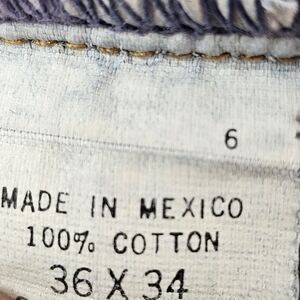 6
MADE IN MEXICO
100% COTTON
36 X 34